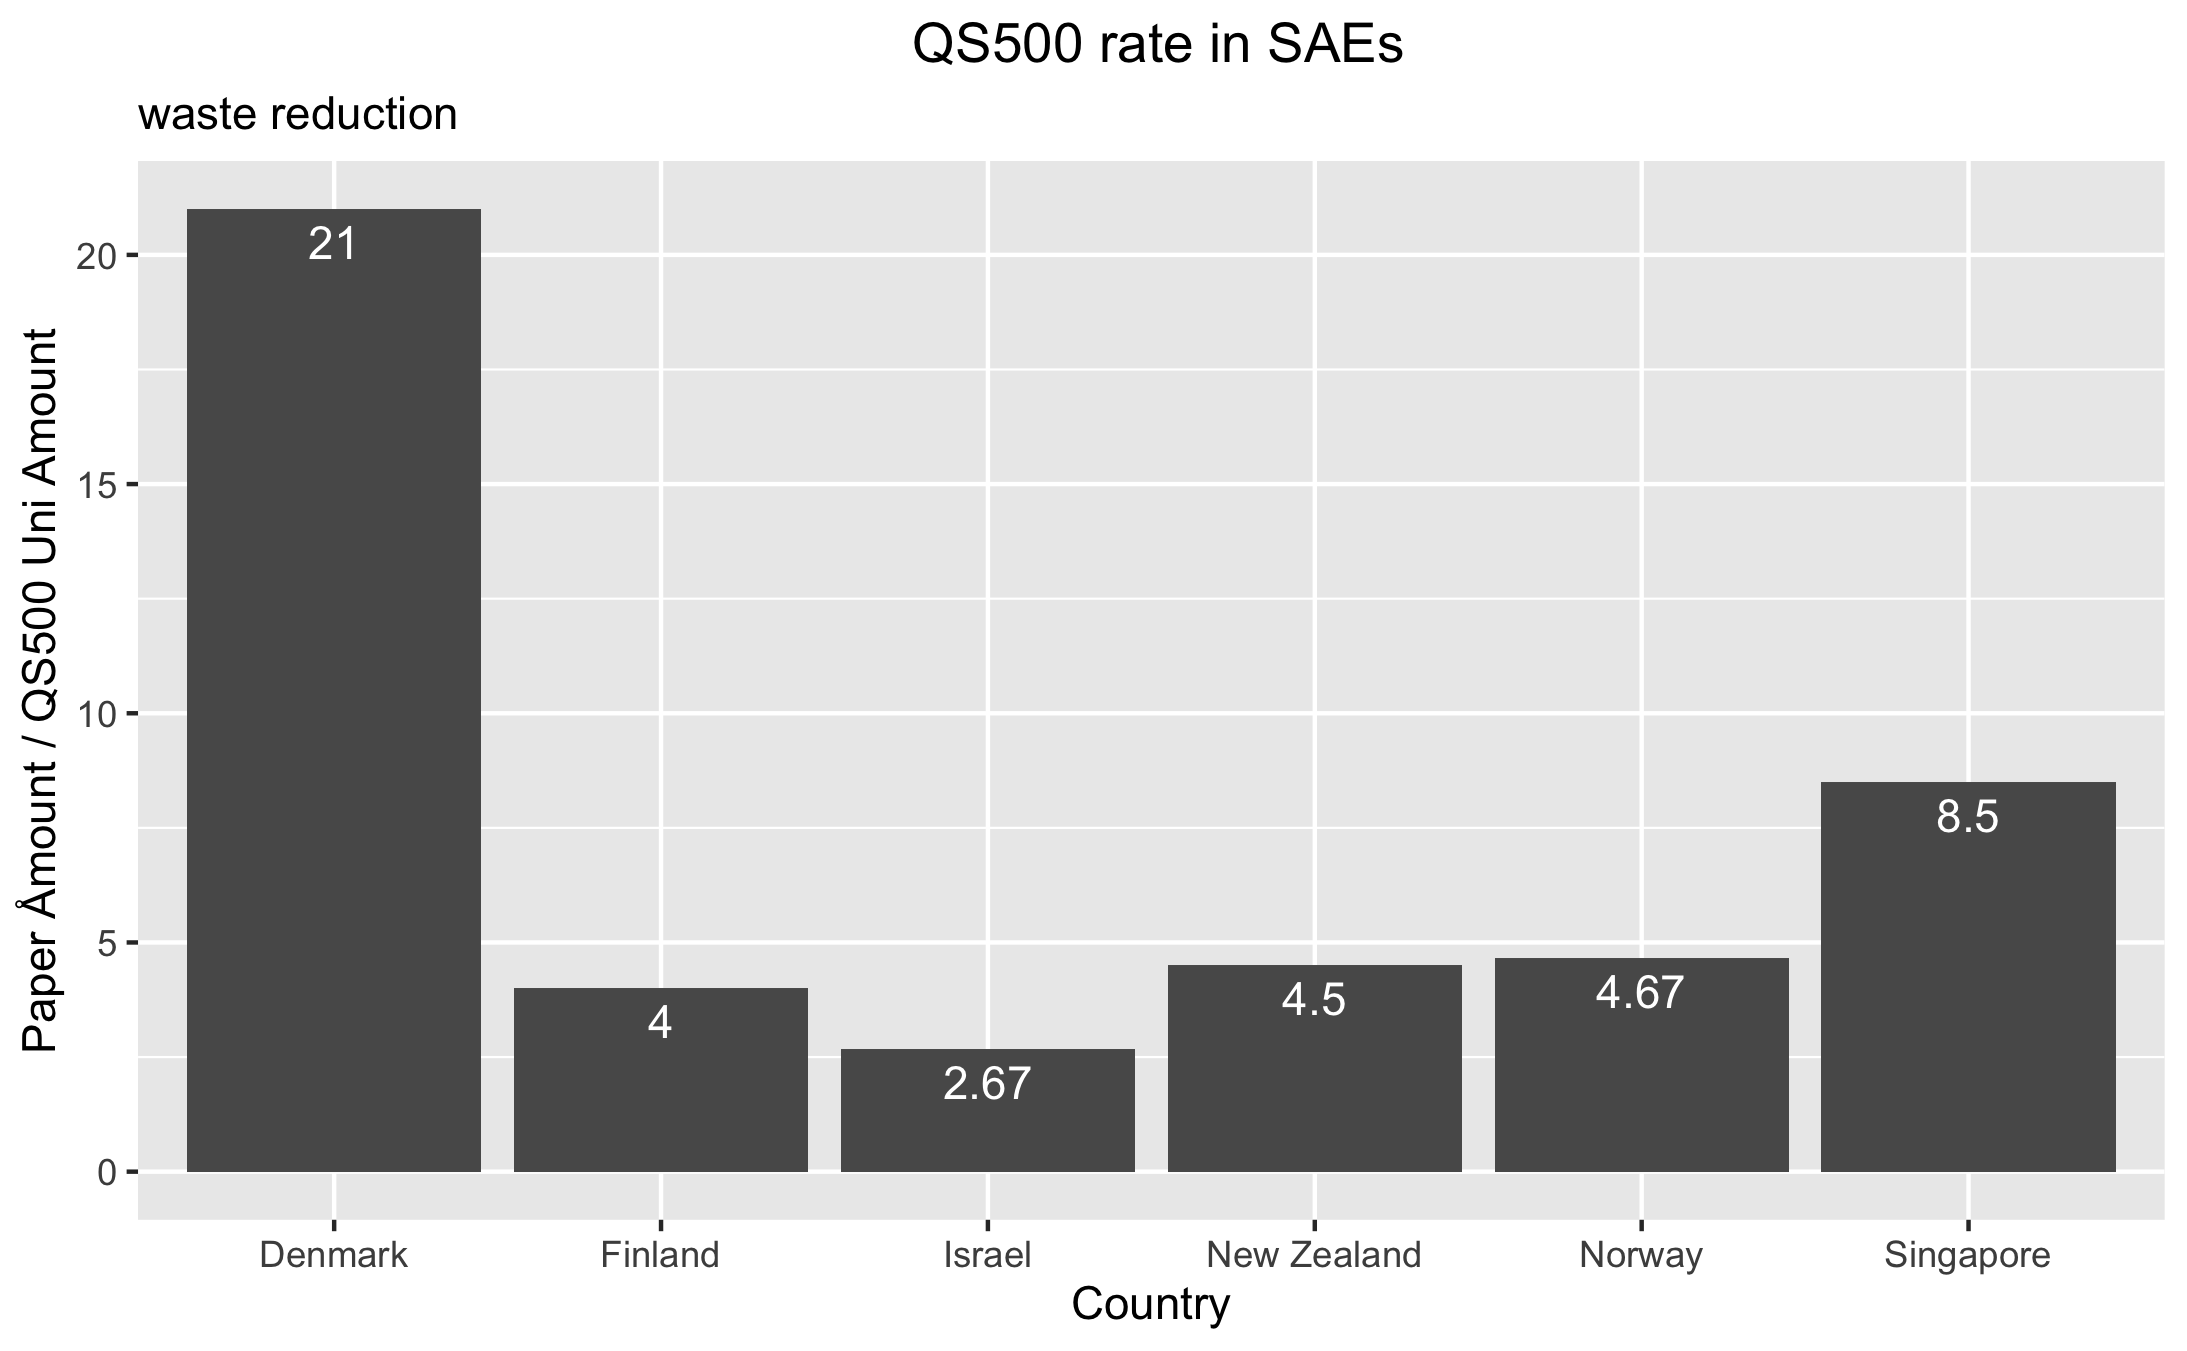 QS500 rate in SAEs
waste reduction
Paper Åmount / QS500 Uni Amount
20
15
10
5
0
21
4
2.67
4.5
4.67
8.5
Denmark
Finland
Israel
New Zealand
Norway
Singapore
Country